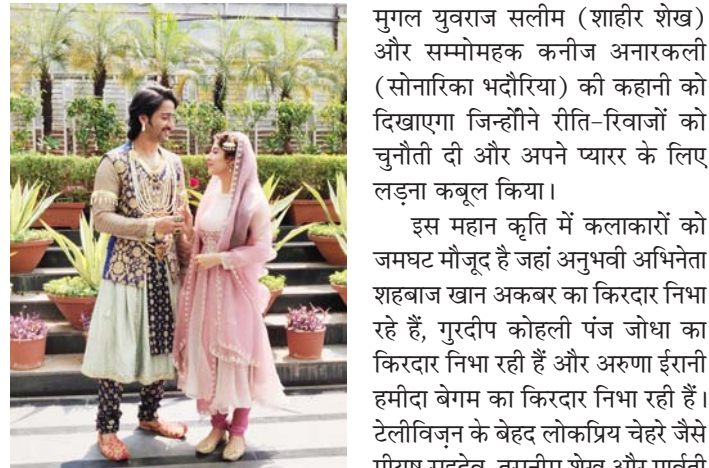 मुगल युवराज सलीम (शाहीर शेख)
और सम्मोमहक कनीज अनारकली
(सोनारिका भदौरिया) की कहानी को
दिखाएगा जिन्होीने रीति-रिवाजों को
चुनौती दी और अपने प्यारर के लिए
लड़ना कबूल किया।
इस महान कृति में कलाकारों को
जमघट मौजूद है जहां अनुभवी अभिनेता
शहबाज खान अकबर का किरदार निभा
रहे हैं, गुरदीप कोहली पंज जोधा का
किरदार निभा रही हैं और अरुणा ईरानी
हमीदा बेगम का किरदार निभा रही हैं।
टेलीविज़न के बेहद लोकप्रिय चेहरे जैसे